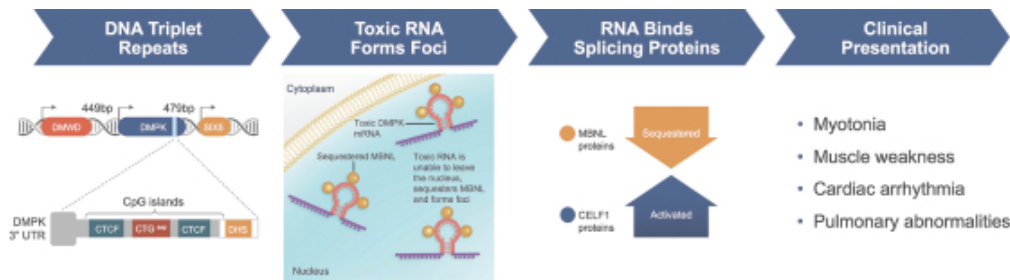 DNA Triplet
Repeats
Toxic RNA
Forms Foci
RNA Binds
Splicing Proteins
Clinical
Presentation
449bp
479bp
DMWD
DMPK
SIX5
CpG islands
DMPK
3" UTR
CTCF
CTG exp
CTCF
DHS
Cytoplasm
Toxic DMPK
mRNA
Sequestered MBNL
Toxic RNA is
unable to leave
the nucleus,
sequesters MBNL
and forms foci
Nucleus
MBNL
proteins
Sequestered
CELF1
proteins
Activated
• Myotonia
• Muscle weakness
• Cardiac arrhythmia
• Pulmonary abnormalities